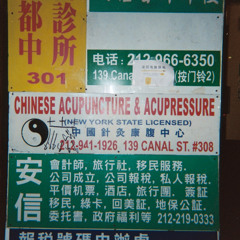 診所
都中
301
电话: 212-966-6350
139 Canal (按门铃2)
CHINESE ACUPUNCTURE & ACUPRESSURE
(NEW YORK STATE LICENSED)
中國針灸康腹中心
212-941-1926, 139 CANAL ST. #308
安信
會計師, 旅行社, 移民服務.
公司成立, 公司報稅, 私人報稅,
平價机票, 酒店, 旅行團, 簽証
移民, 綠卡, 回美証, 地保公証.
委托書, 政府福利等 212-219-0333